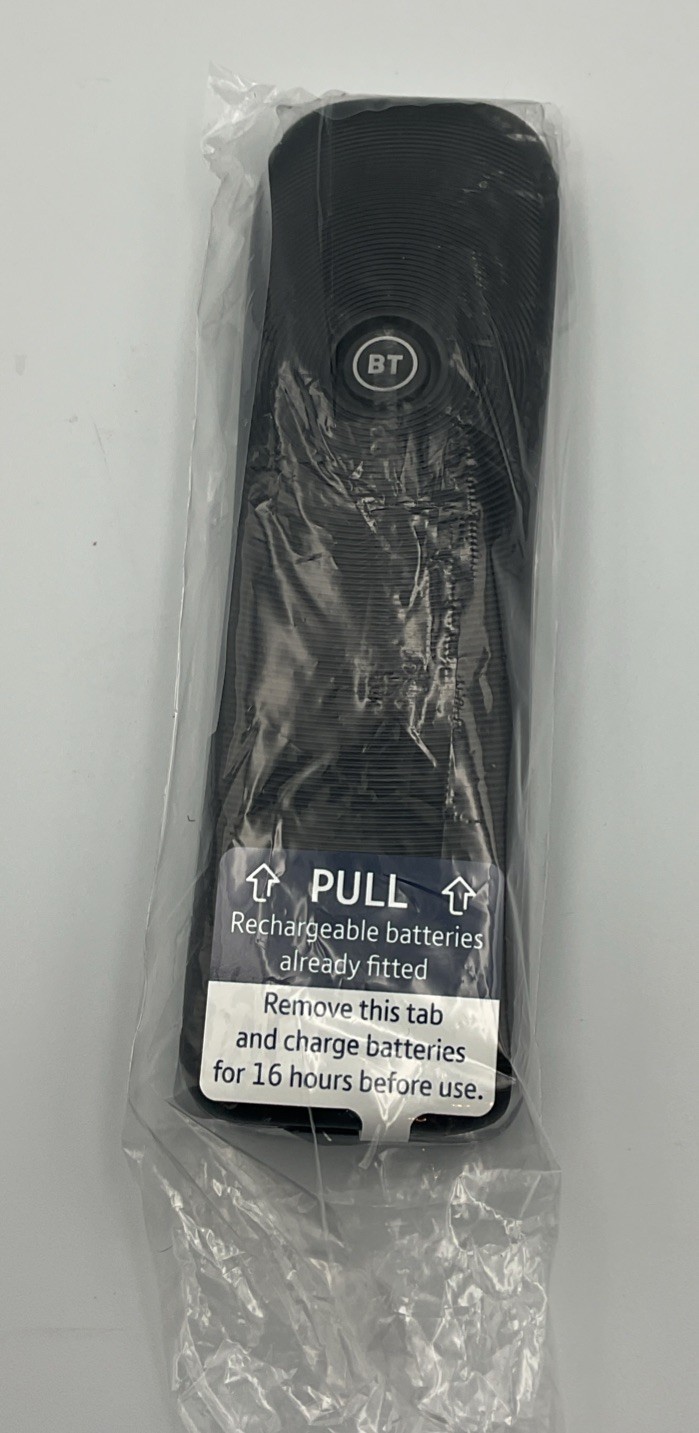 BT
PULL
Rechargeable batteries
already fitted
Remove this tab
and charge batteries
for 16 hours before use.